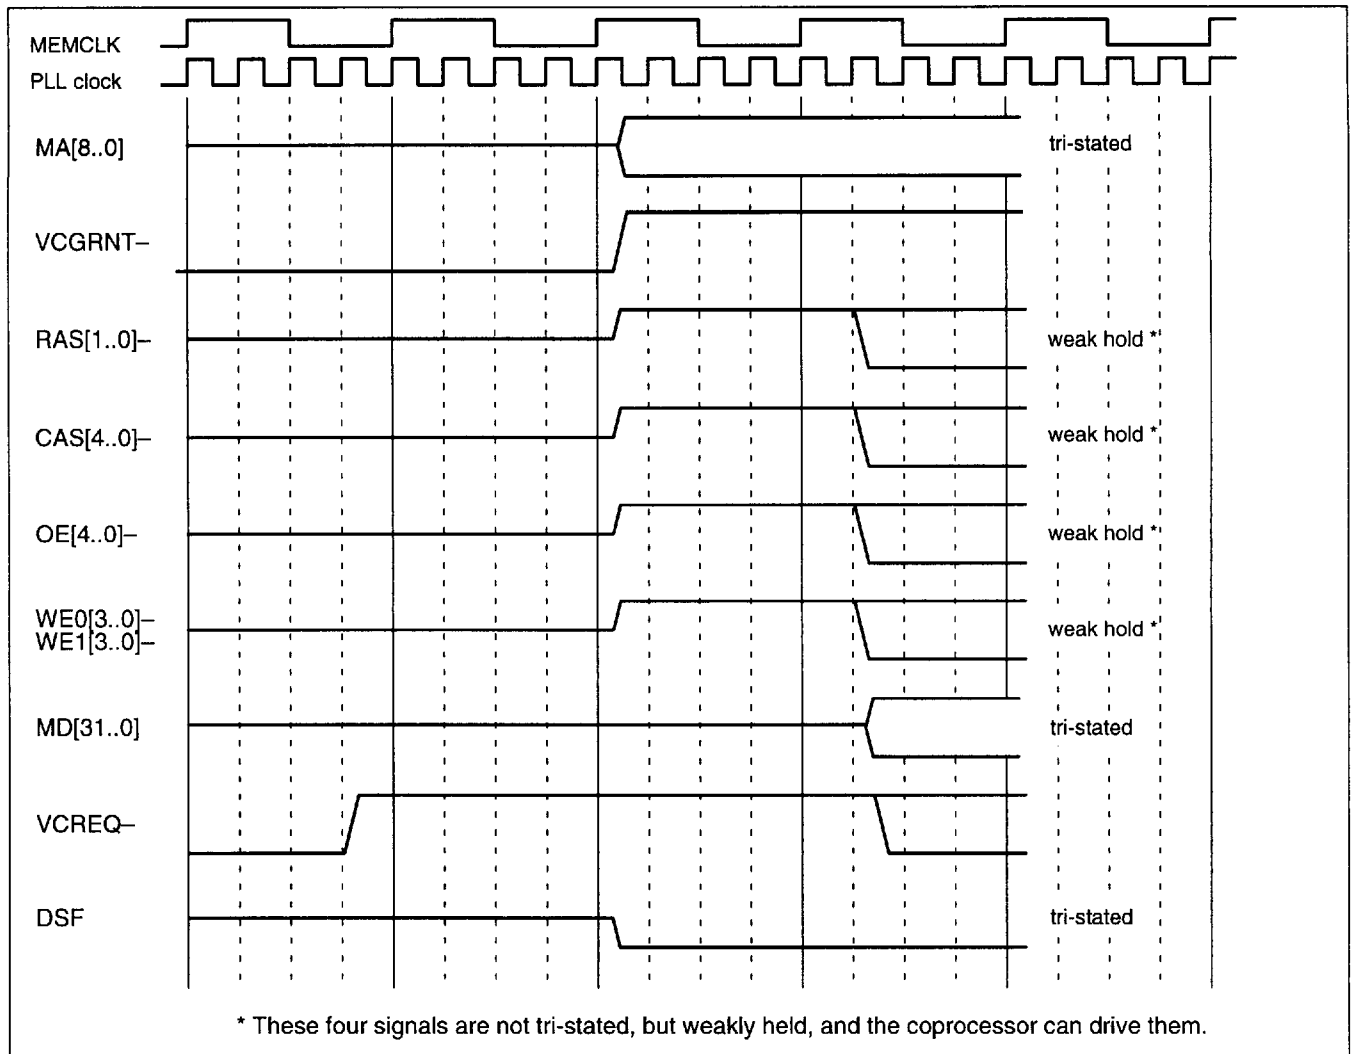 MEMCLK
PLL clock
MA[8..0]
tri-stated
VCGRNT–
RAS[1..0]–
weak hold *
CAS[4..0]–
weak hold *
OE[4..0]–
weak hold *
WE0[3..0]–
WE1[3..0]–
weak hold *
MD[31..0]
tri-stated
VCREQ–
DSF
tri-stated
* These four signals are not tri-stated, but weakly held, and the coprocessor can drive them.